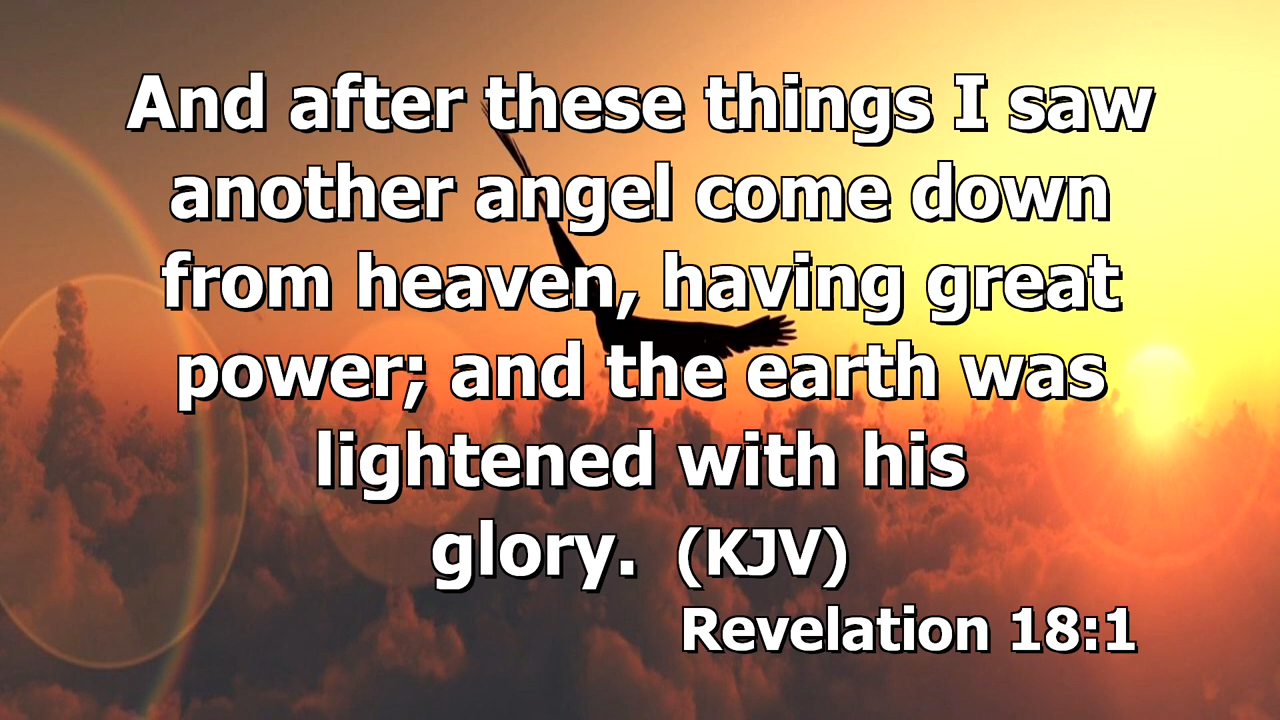 And after these things I saw
another angel come down
from heaven, having great
power; and the earth was
lightened with his
glory. (KJV)
Revelation 18:1